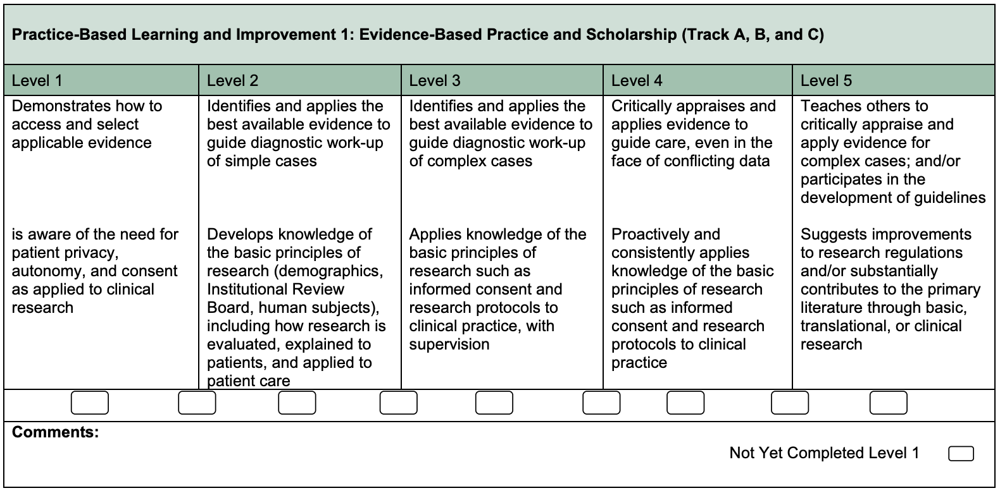 Practice-Based Learning and Improvement 1: Evidence-Based Practice and Scholarship (Track A, B, and C)
Level 1
Level 2
Level 3
Level 4
Level 5
Demonstrates how to
access and select
applicable evidence
Identifies and applies the
best available evidence to
guide diagnostic work-up
of simple cases
Identifies and applies the
best available evidence to
guide diagnostic work-up
of complex cases
Critically appraises and
applies evidence to
guide care, even in the
face of conflicting data
Teaches others to
critically appraise and
apply evidence for
complex cases; and/or
participates in the
development of guidelines
is aware of the need for
patient privacy,
autonomy, and consent
as applied to clinical
research
Develops knowledge of
the basic principles of
research (demographics,
Institutional Review
Board, human subjects),
including how research is
evaluated, explained to
patients, and applied to
patient care
Applies knowledge of the
basic principles of
research such as
informed consent and
research protocols to
clinical practice, with
supervision
Proactively and
consistently applies
knowledge of the basic
principles of research
such as informed
consent and research
protocols to clinical
practice
Suggests improvements
to research regulations
and/or substantially
contributes to the primary
literature through basic,
translational, or clinical
research
Comments:
Not Yet Completed Level 1